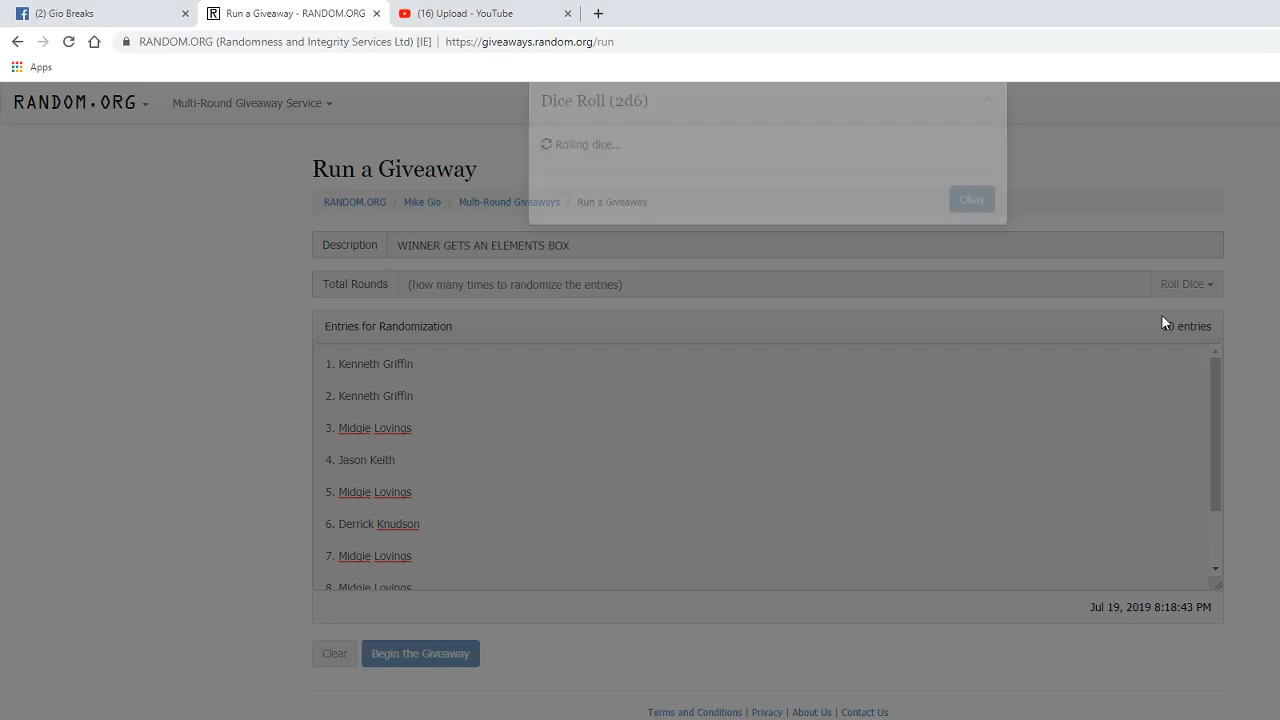 (2) Gio Breaks
Run a Giveaway - RANDOM.ORG
(16) Upload - YouTube
RANDOM.ORG (Randomness and Integrity Services Ltd) [IE] https://giveaways.random.org/run
Apps
RANDOM.ORG
Multi-Round Giveaway Service
Dice Roll (2d6)
Rolling dice...
Okay
Run a Giveaway
RANDOM.ORG / Mike Gio / Multi-Round Giveaways / Run a Giveaway
Description WINNER GETS AN ELEMENTS BOX
Total Rounds (how many times to randomize the entries) Roll Dice
Entries for Randomization entries
1. Kenneth Griffin
2. Kenneth Griffin
3. Midgie Lovings
4. Jason Keith
5. Midgie Lovings
6. Derrick Knudson
7. Midgie Lovings
8. Midgie Lovings
Jul 19, 2019 8:18:43 PM
Clear
Begin the Giveaway
Terms and Conditions | Privacy | About Us | Contact Us